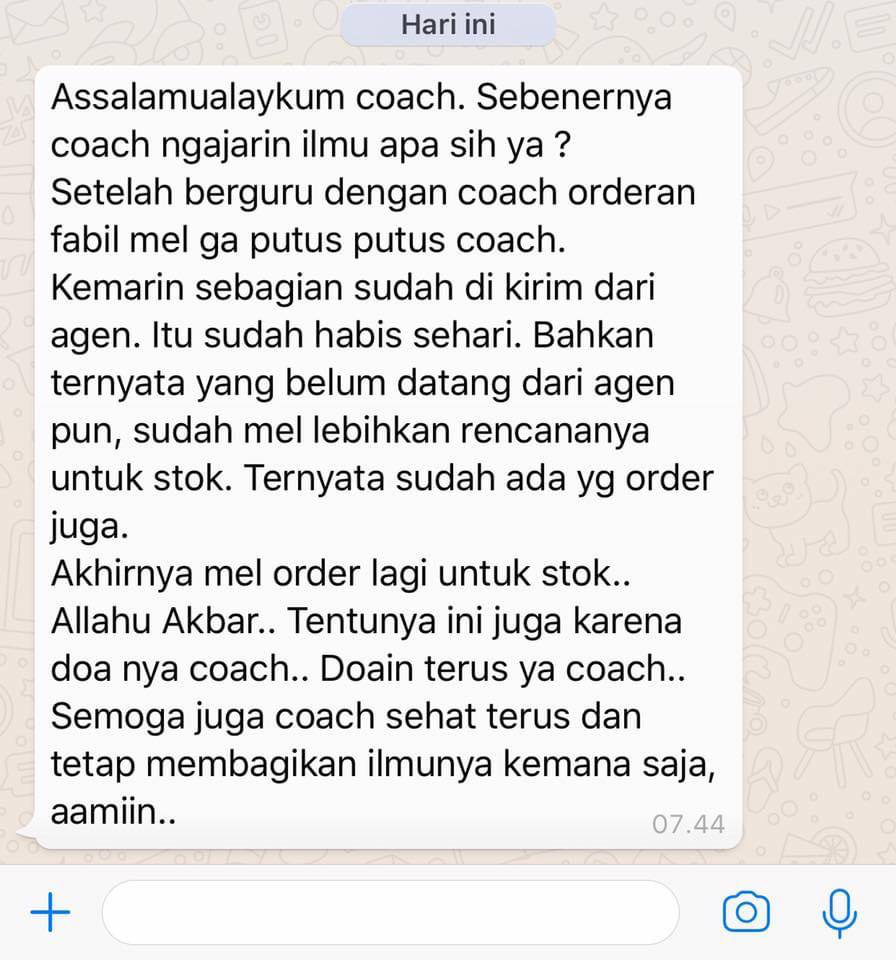 Hari ini
Assalamualaykum coach. Sebenernya
coach ngajarin ilmu apa sih ya ?
Setelah berguru dengan coach orderan
fabil mel ga putus putus coach.
Kemarin sebagian sudah di kirim dari
agen. Itu sudah habis sehari. Bahkan
ternyata yang belum datang dari agen
pun, sudah mel lebihkan rencananya
untuk stok. Ternyata sudah ada yg order
juga.
Akhirnya mel order lagi untuk stok..
Allahu Akbar.. Tentunya ini juga karena
doa nya coach.. Doain terus ya coach..
Semoga juga coach sehat terus dan
tetap membagikan ilmunya kemana saja,
aamiin..
07.44